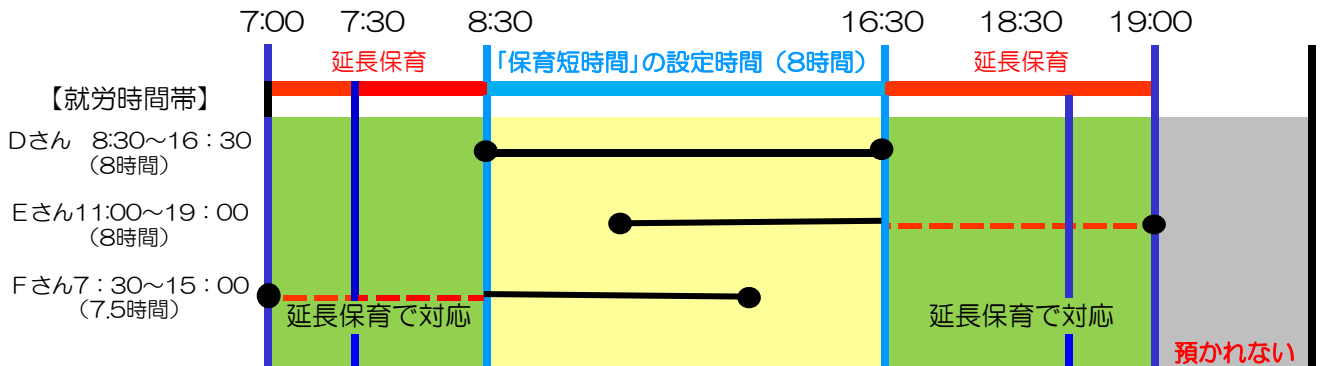 7:00 7:30 8:30 16:30 18:30 19:00
延長保育 「保育短時間」の設定時間（8時間） 延長保育
【就労時間帯】
Dさん 8:30～16：30
（8時間）
Eさん11:00～19：00
（8時間）
Fさん7：30～15：00
（7.5時間）
延長保育で対応 延長保育で対応
預かれない